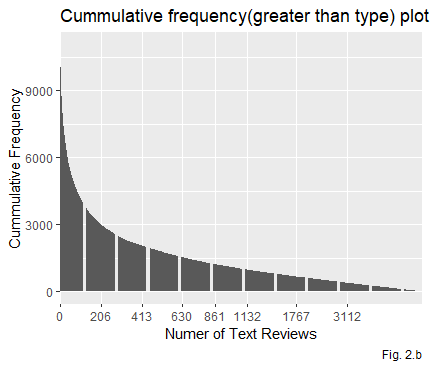 Cummulative frequency(greater than type) plot
Cummulative Frequency
9000
6000
3000
0
0 206 413 630 861 1132 1767 3112
Numer of Text Reviews
Fig. 2.b